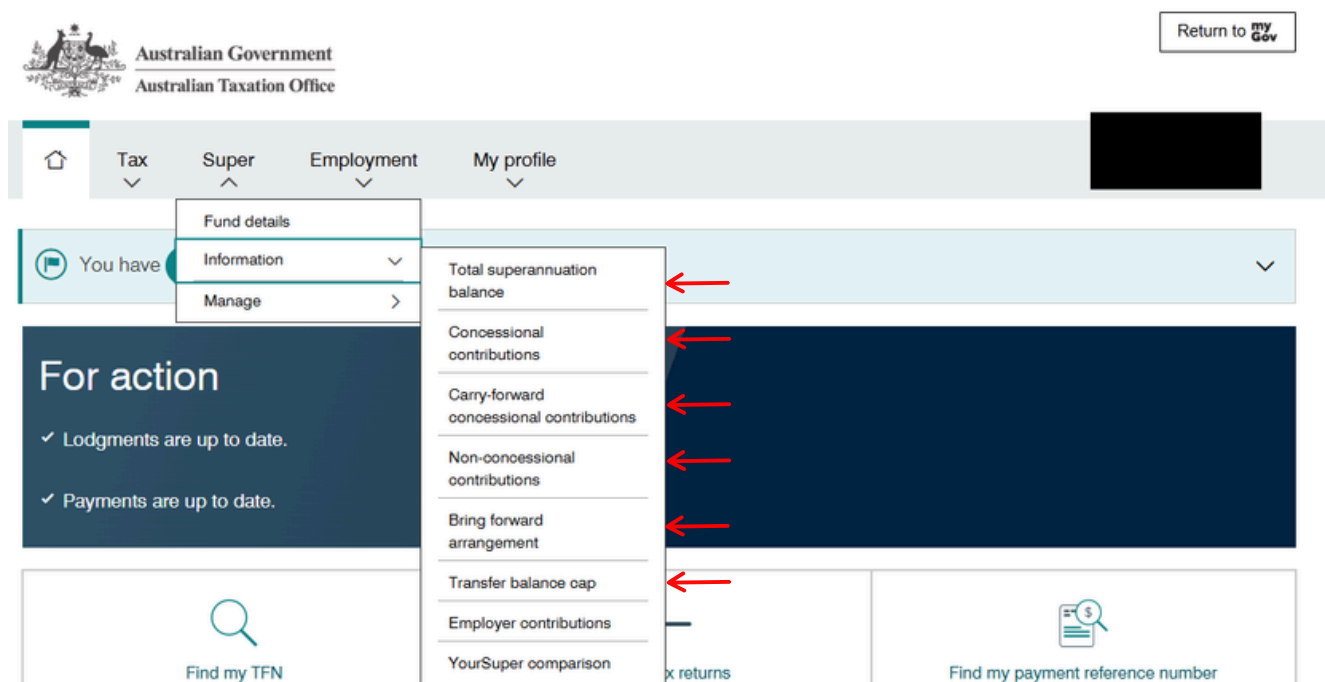 Australian Government
Australian Taxation Office
Return to myGov
Tax
Super
Employment
My profile
Fund details
Information
Manage
You have
Total superannuation
balance
Concessional
contributions
Carry-forward
concessional contributions
Non-concessional
contributions
Bring forward
arrangement
Transfer balance cap
Employer contributions
YourSuper comparison
For action
Lodgments are up to date.
Payments are up to date.
Find my TFN
x returns
Find my payment reference number